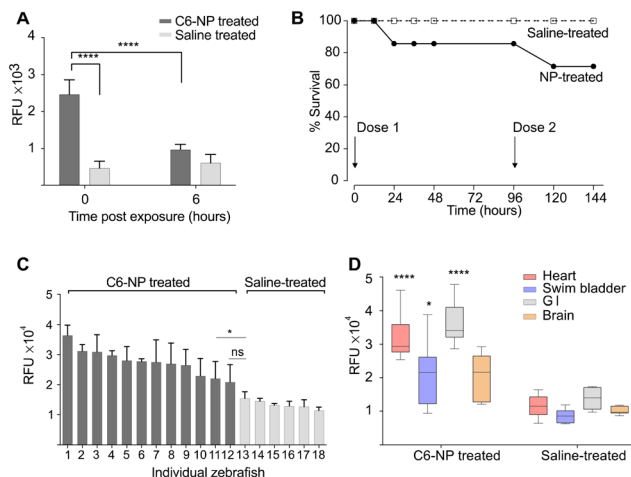 A
C6-NP treated
Saline treated
****
****
RFU ×10³
3
2
1
0
6
Time post exposure (hours)
B
% Survival
100
80
60
40
20
0
Saline-treated
NP-treated
Dose 1
Dose 2
0 24 48 72 96 120 144
Time (hours)
C
C6-NP treated
Saline-treated
*
ns
RFU ×10⁴
5
4
3
2
1
1 2 3 4 5 6 7 8 9 10 11 12 13 14 15 16 17 18
Individual zebrafish
D
Heart
Swim bladder
G I
Brain
****
*
****
RFU ×10⁴
5
4
3
2
1
0
C6-NP treated
Saline-treated